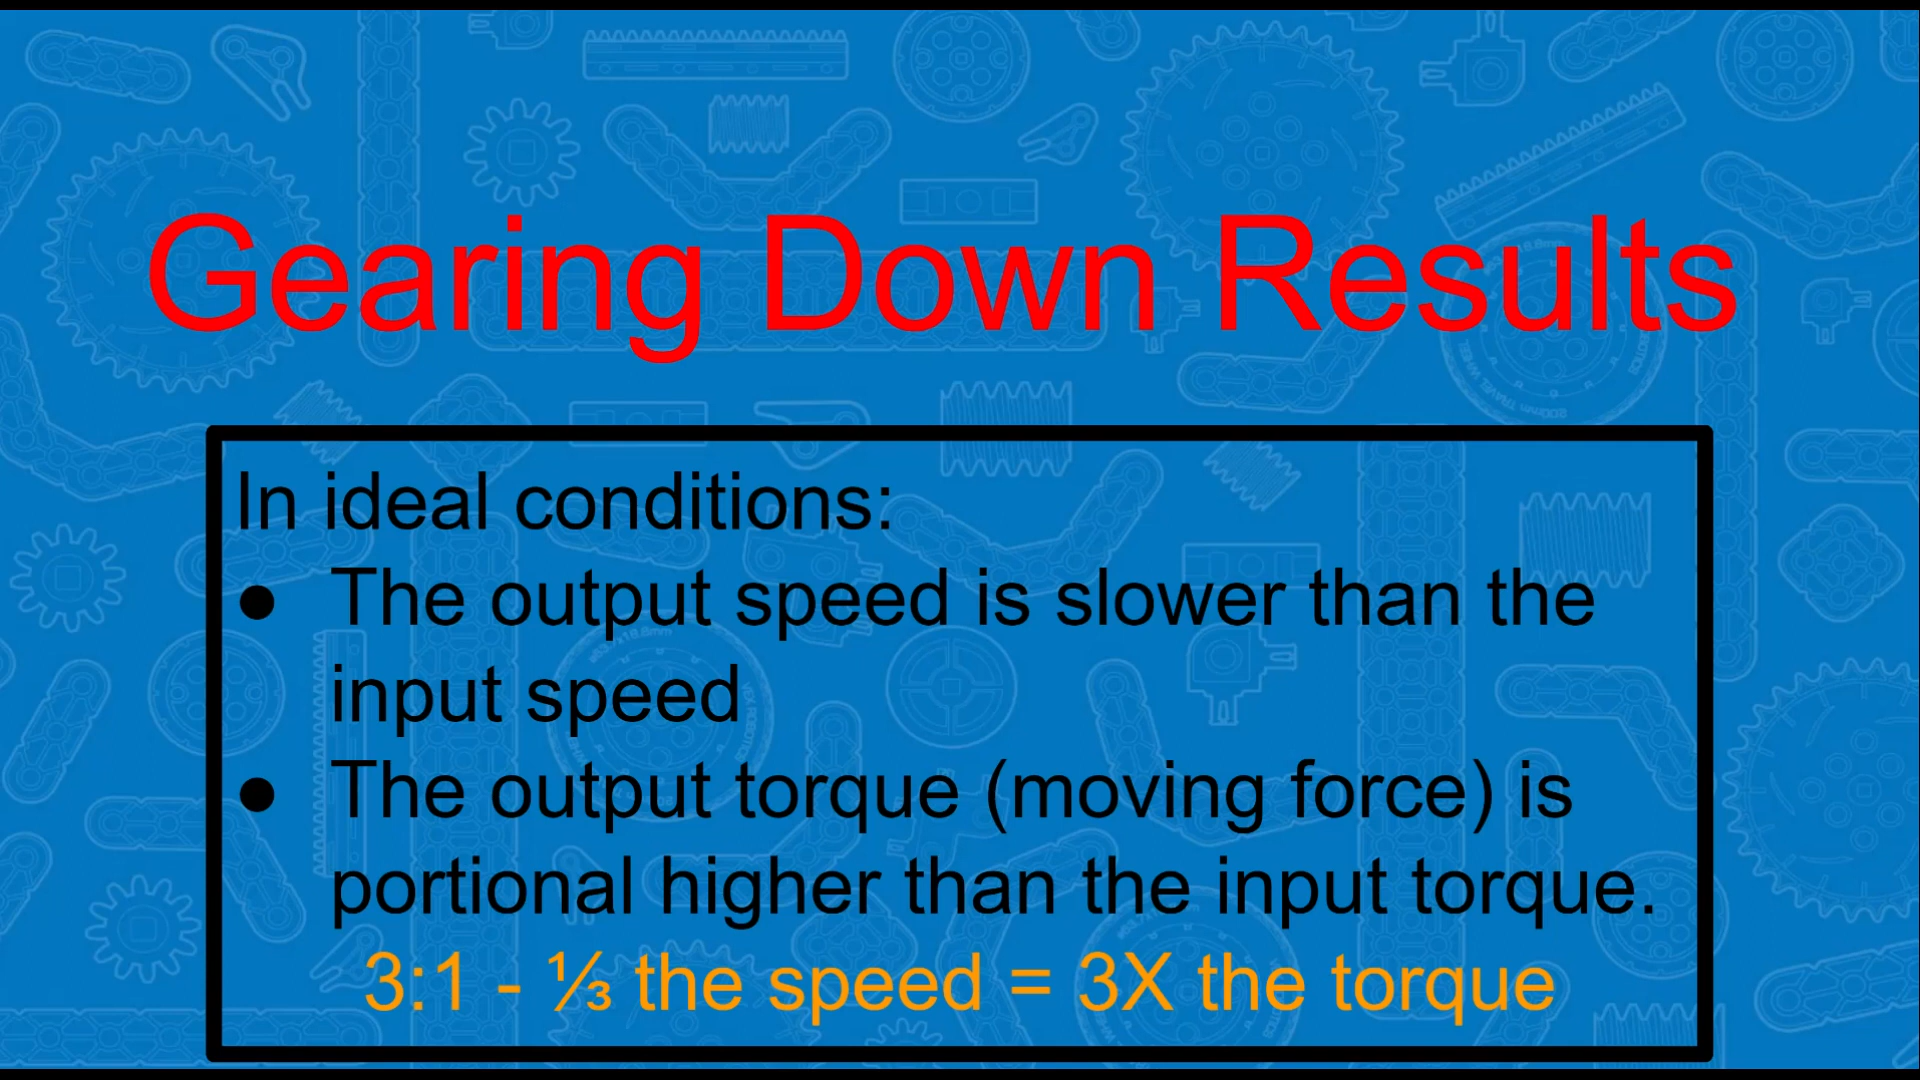 Gearing Down Results
In ideal conditions:
● The output speed is slower than the
input speed
● The output torque (moving force) is
portional higher than the input torque.
3:1 - ⅓ the speed = 3X the torque